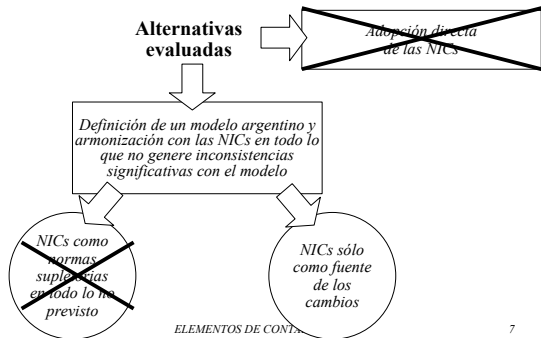 Alternativas
evaluadas
Adopción directa
de las NICs
Definición de un modelo argentino y
armonización con las NICs en todo lo
que no genere inconsistencias
significativas con el modelo
NICs como
normas
supletorias
en todo lo no
previsto
NICs sólo
como fuente
de los
cambios
ELEMENTOS DE CONTA
7